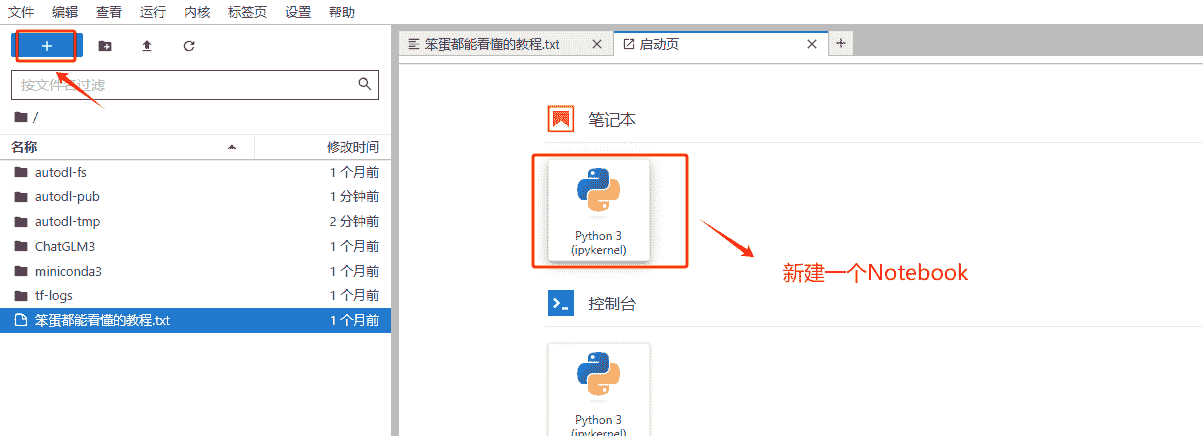 文件 编辑 查看 运行 内核 标签页 设置 帮助
笨蛋都能看懂的教程.txt
启动页
按文件名过滤
/
名称 修改时间
autodl-fs 1 个月前
autodl-pub 1 分钟前
autodl-tmp 2 分钟前
ChatGLM3 1 个月前
miniconda3 1 个月前
tf-logs 1 个月前
笨蛋都能看懂的教程.txt 1 个月前
笔记本
Python 3
(ipykernel)
新建一个Notebook
控制台
Python 3
(ipykernel)